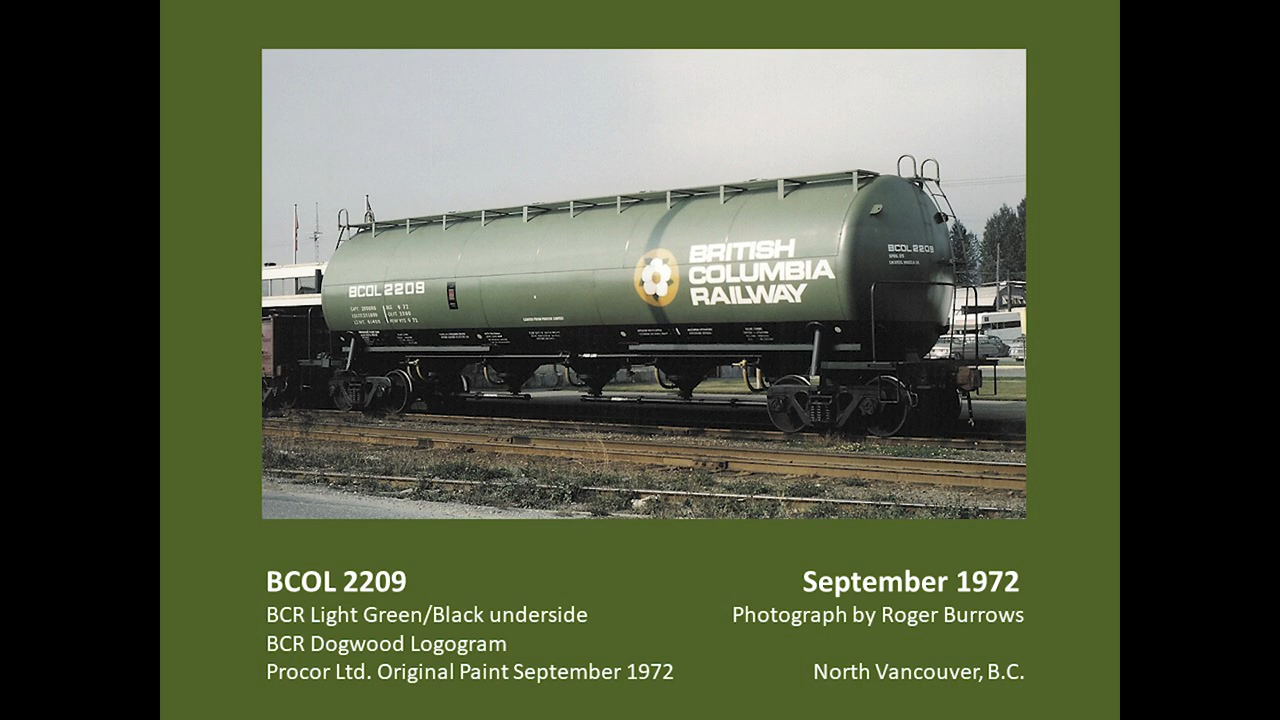 BRITISH
COLUMBIA
RAILWAY
BCOL 2209
BCOL 2209
BCOL 2209
BCR Light Green/Black underside
BCR Dogwood Logogram
Procor Ltd. Original Paint September 1972
September 1972
Photograph by Roger Burrows
North Vancouver, B.C.